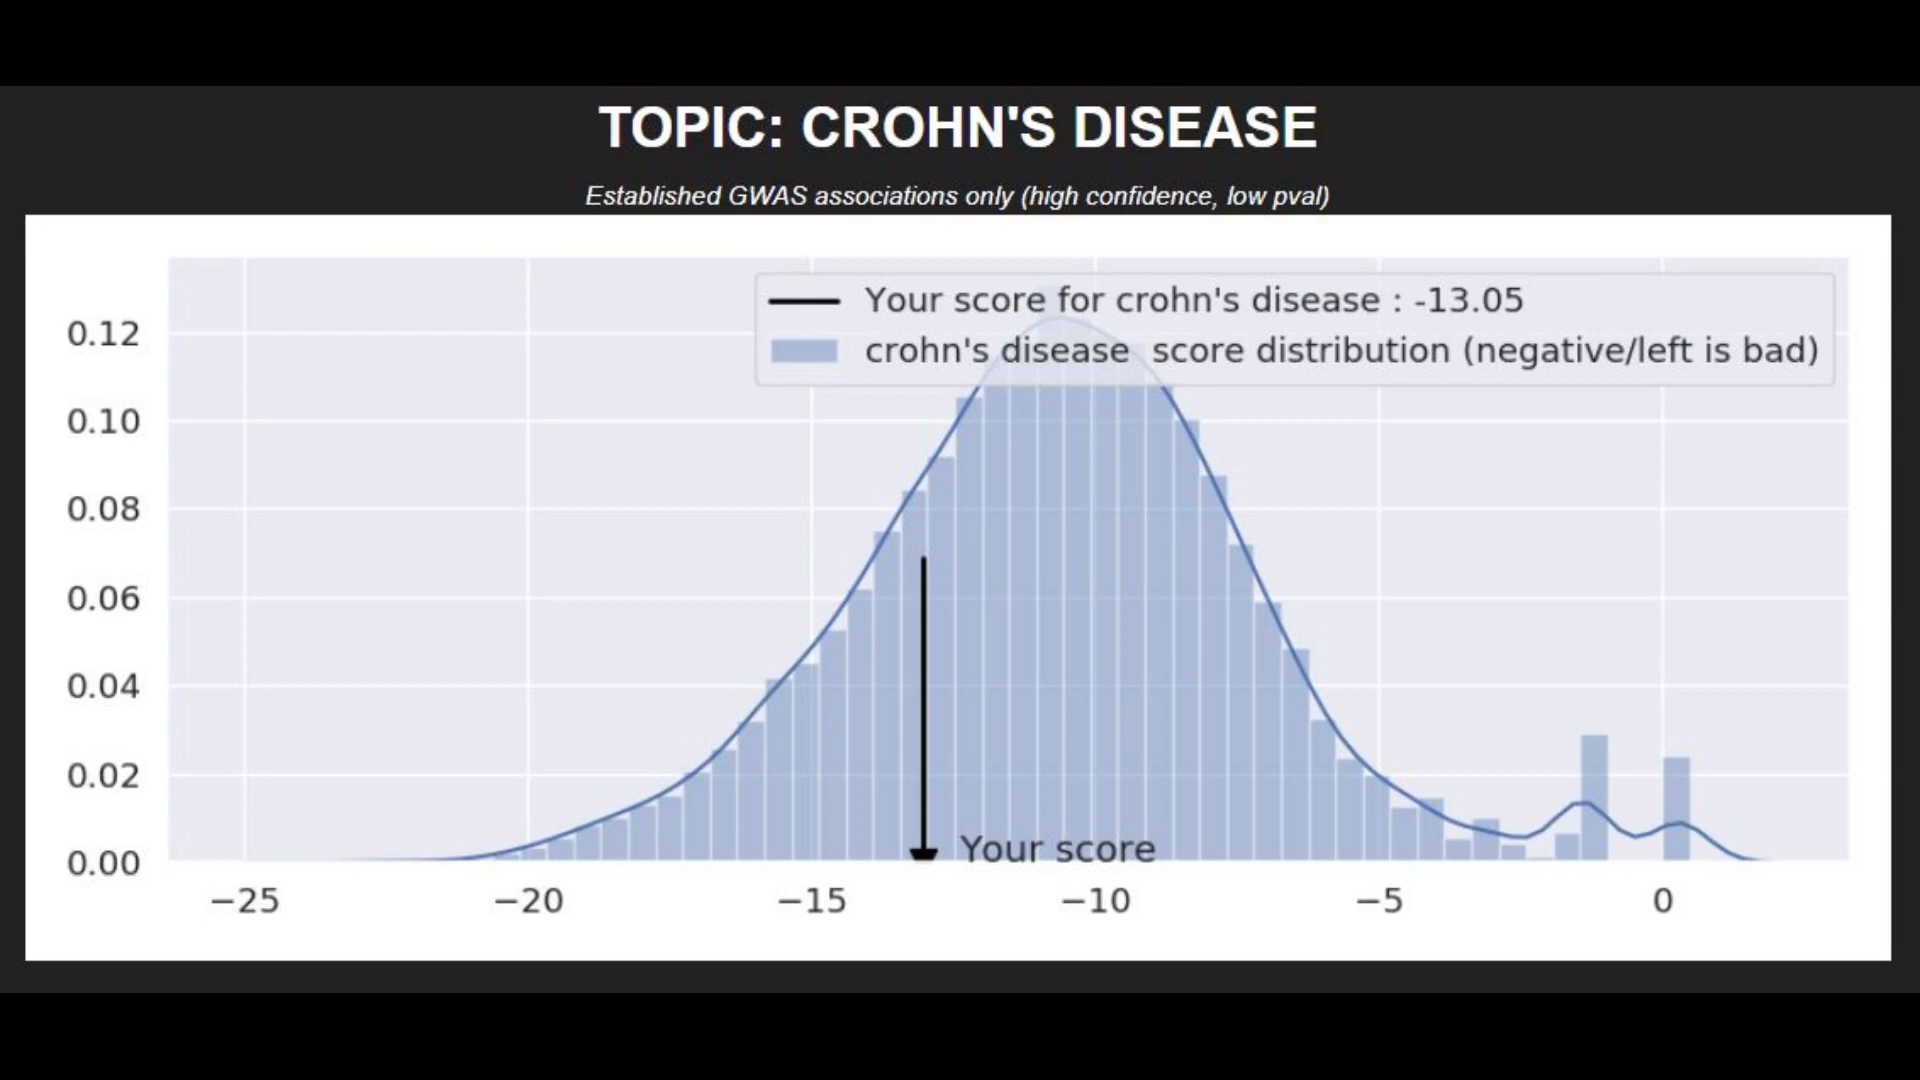 TOPIC: CROHN'S DISEASE
Established GWAS associations only (high confidence, low pval)
Your score for crohn's disease : -13.05
crohn's disease  score distribution (negative/left is bad)
0.12
0.10
0.08
0.06
0.04
0.02
0.00
Your score
−25 −20 −15 −10 −5 0